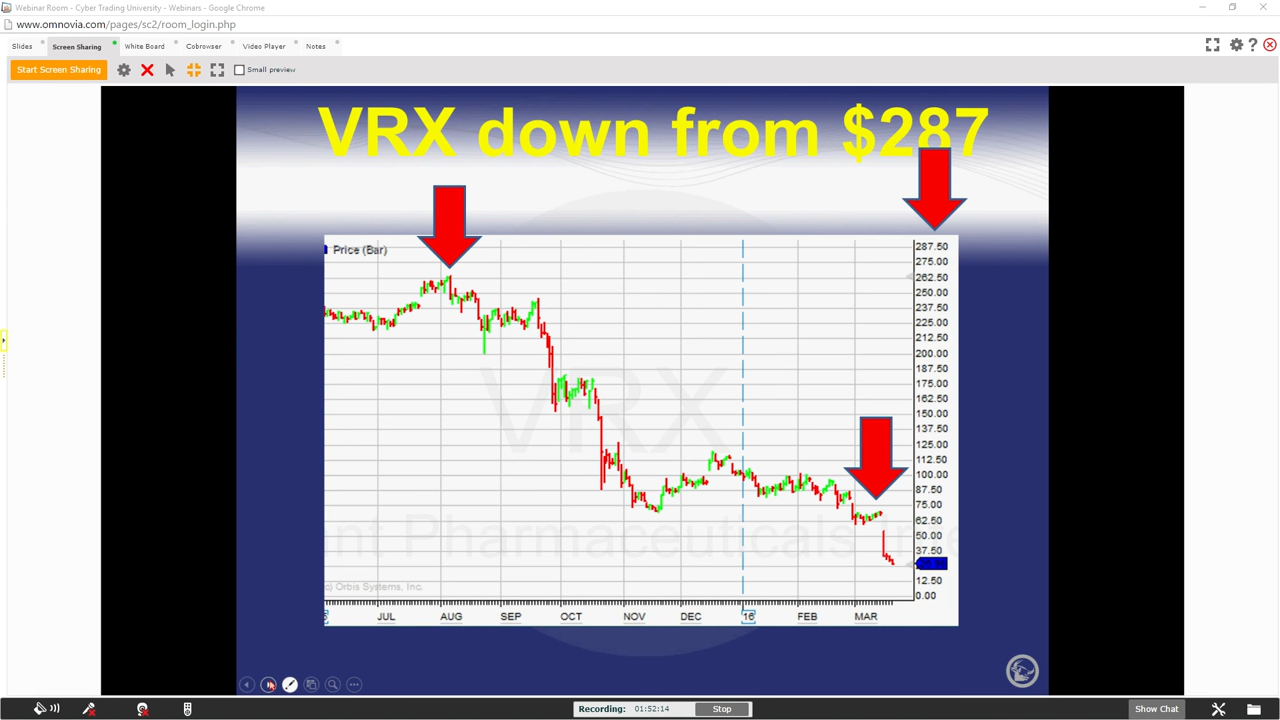 Webinar Room - Cyber Trading University - Webinars - Google Chrome
www.omnovia.com/pages/sc2/room_login.php
Slides Screen Sharing White Board Cobrowser Video Player Notes
Start Screen Sharing Small preview
VRX down from $287
Price (Bar)
287.50
275.00
262.50
250.00
237.50
225.00
212.50
200.00
187.50
175.00
162.50
150.00
137.50
125.00
112.50
100.00
87.50
75.00
62.50
50.00
37.50
12.50
0.00
VRX
nt Pharmaceuticals
c) Orbis Systems, Inc.
JUL AUG SEP OCT NOV DEC 16 FEB MAR
Recording: 01:52:14 Stop Show Chat